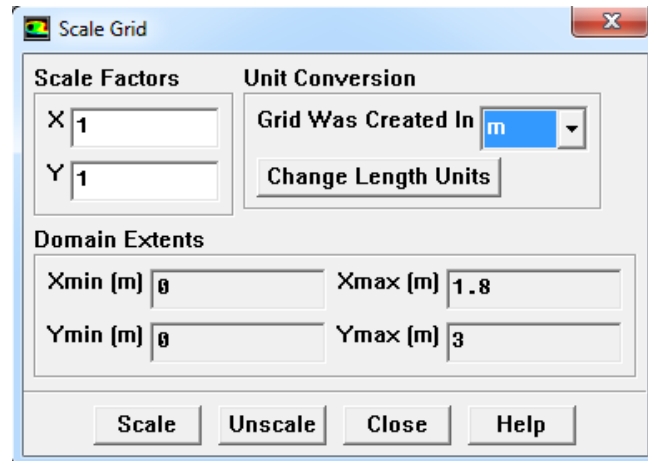 Scale Grid
Scale Factors
X 1
Y 1
Unit Conversion
Grid Was Created In m
Change Length Units
Domain Extents
Xmin (m) 0 Xmax (m) 1.8
Ymin (m) 0 Ymax (m) 3
Scale Unscale Close Help